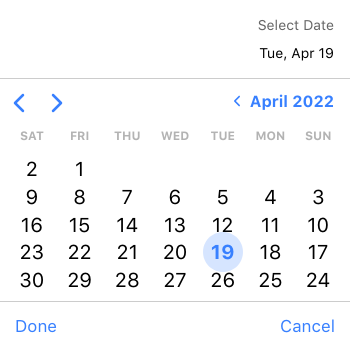 Select Date
Tue, Apr 19
April 2022
SAT FRI THU WED TUE MON SUN
2 1
9 8 7 6 5 4 3
16 15 14 13 12 11 10
23 22 21 20 19 18 17
30 29 28 27 26 25 24
Done Cancel